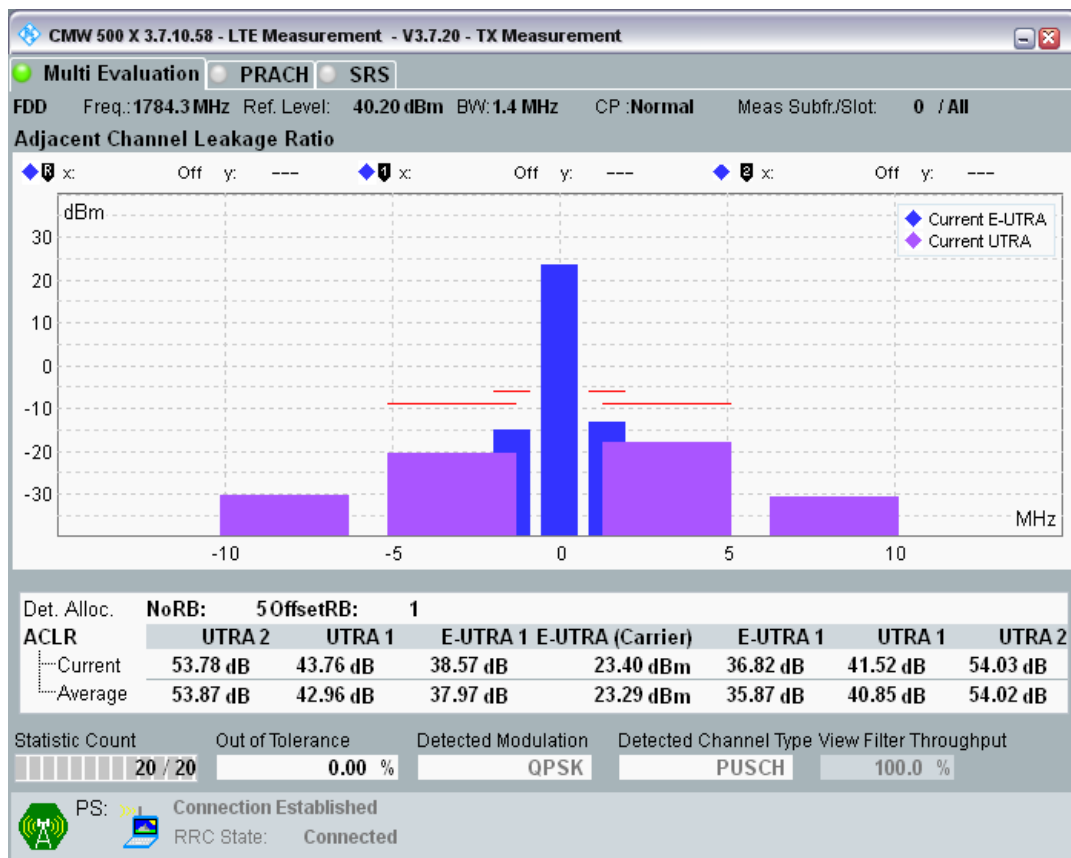 CMW 500 X 3.7.10.58 - LTE Measurement - V3.7.20 - TX Measurement
Multi Evaluation PRACH SRS
FDD Freq.:1784.3 MHz Ref. Level: 40.20 dBm BW:1.4 MHz CP :Normal Meas Subfr./Slot: 0 / All
Adjacent Channel Leakage Ratio
R x: Off y: --- 1 x: Off y: --- 2 x: Off y: ---
dBm
Current E-UTRA
Current UTRA
30
20
10
0
-10
-20
-30
MHz
-10 -5 0 5 10
Det. Alloc. NoRB: 5 OffsetRB: 1
ACLR UTRA 2 UTRA 1 E-UTRA 1 E-UTRA (Carrier) E-UTRA 1 UTRA 1 UTRA 2
Current 53.78 dB 43.76 dB 38.57 dB 23.40 dBm 36.82 dB 41.52 dB 54.03 dB
Average 53.87 dB 42.96 dB 37.97 dB 23.29 dBm 35.87 dB 40.85 dB 54.02 dB
Statistic Count Out of Tolerance Detected Modulation Detected Channel Type View Filter Throughput
20 / 20 0.00 % QPSK PUSCH 100.0 %
PS: Connection Established
RRC State: Connected